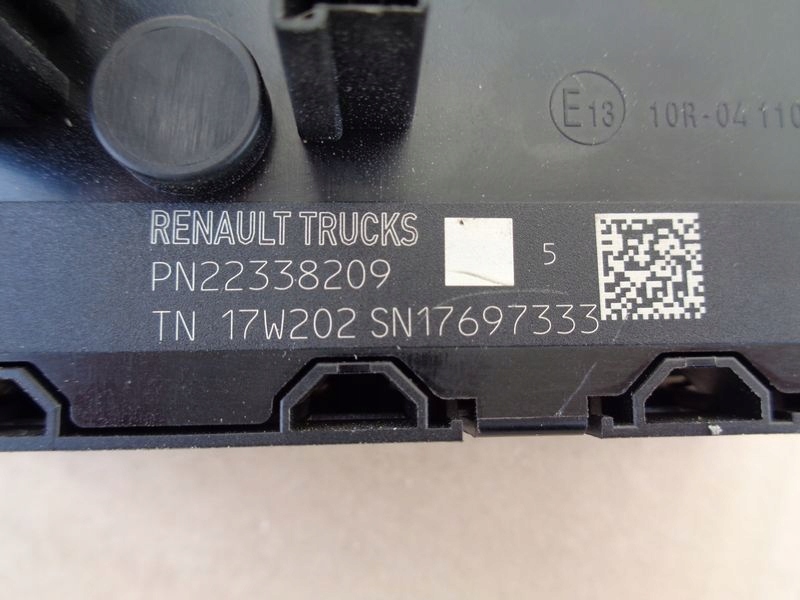 E13 10R-04 110
RENAULT TRUCKS
5
PN22338209
TN 17W202 SN17697333